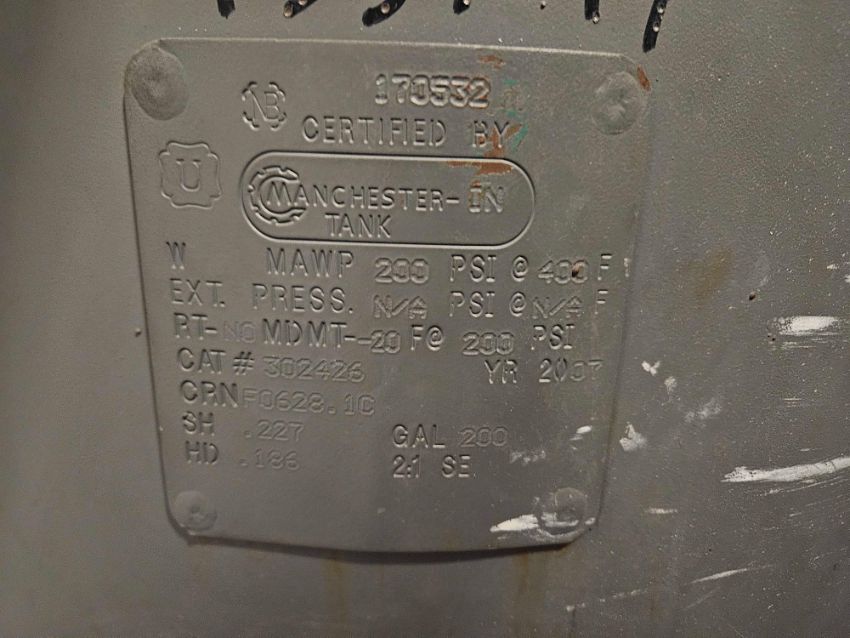 NB 170532
CERTIFIED BY
U
MANCHESTER-IN
TANK
W MAWP 200 PSI @ 400 F
EXT. PRESS. N/A PSI @ N/A F
RT-NO MDMT--20 F@ 200 PSI
CAT# 302426 YR 2007
CRN F0628.1C
SH .227 GAL 200
HD .186 2:1 SE